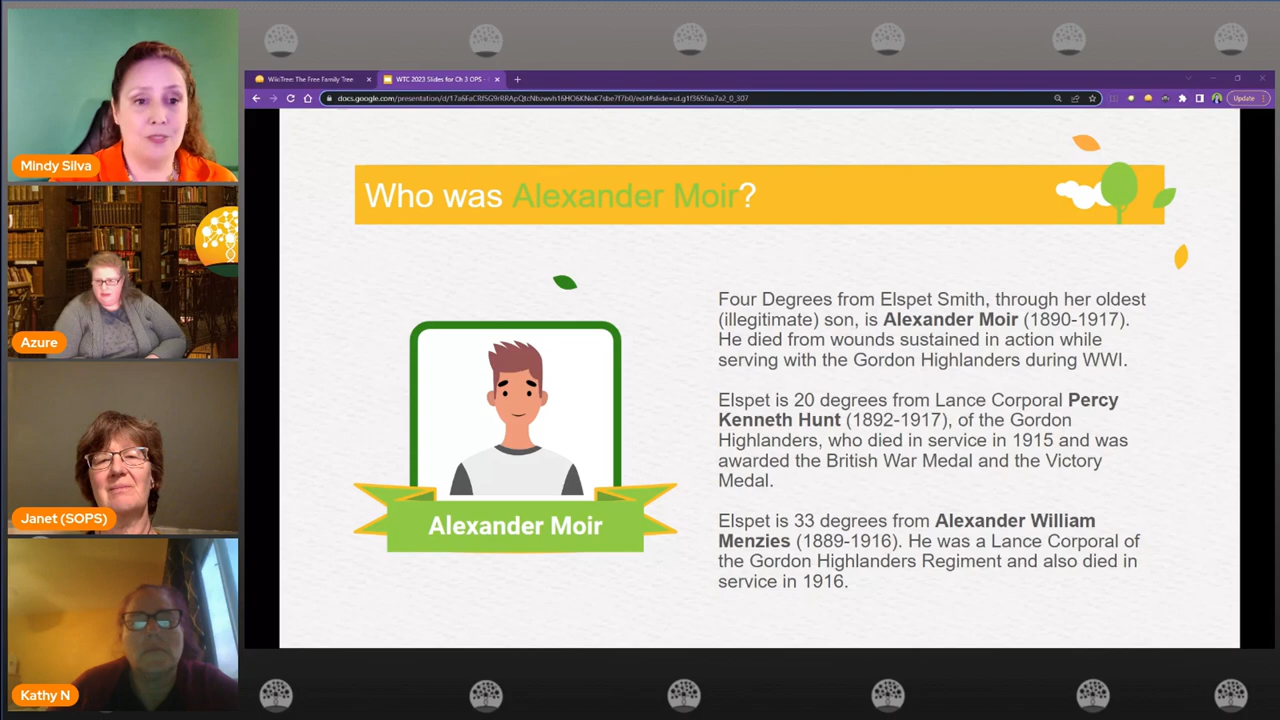 WikiTree: The Free Family Tree
WTC 2023 Slides for Ch 3 OPS -
Update
Who was Alexander Moir?
Four Degrees from Elspet Smith, through her oldest
(illegitimate) son, is Alexander Moir (1890-1917).
He died from wounds sustained in action while
serving with the Gordon Highlanders during WWI.
Elspet is 20 degrees from Lance Corporal Percy
Kenneth Hunt (1892-1917), of the Gordon
Highlanders, who died in service in 1915 and was
awarded the British War Medal and the Victory
Medal.
Elspet is 33 degrees from Alexander William
Menzies (1889-1916). He was a Lance Corporal of
the Gordon Highlanders Regiment and also died in
service in 1916.
Alexander Moir
Mindy Silva
Azure
Janet (SOPS)
Kathy N